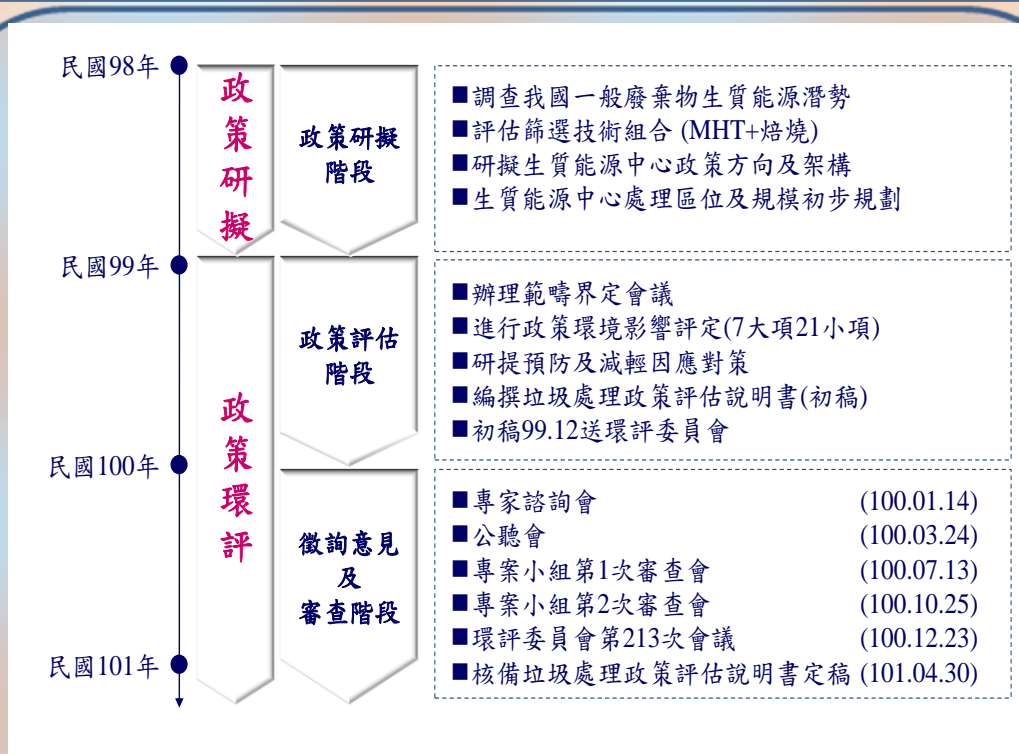 民國98年
民國99年
民國100年
民國101年
政策研擬
政策環評
政策研擬
階段
■調查我國一般廢棄物生質能源潛勢
■評估篩選技術組合 (MHT+焙燒)
■研擬生質能源中心政策方向及架構
■生質能源中心處理區位及規模初步規劃
政策評估
階段
■辦理範疇界定會議
■進行政策環境影響評定(7大項21小項)
■研提預防及減輕因應對策
■編撰垃圾處理政策評估說明書(初稿)
■初稿99.12送環評委員會
徵詢意見
及
審查階段
■專家諮詢會 (100.01.14)
■公聽會 (100.03.24)
■專案小組第1次審查會 (100.07.13)
■專案小組第2次審查會 (100.10.25)
■環評委員會第213次會議 (100.12.23)
■核備垃圾處理政策評估說明書定稿 (101.04.30)